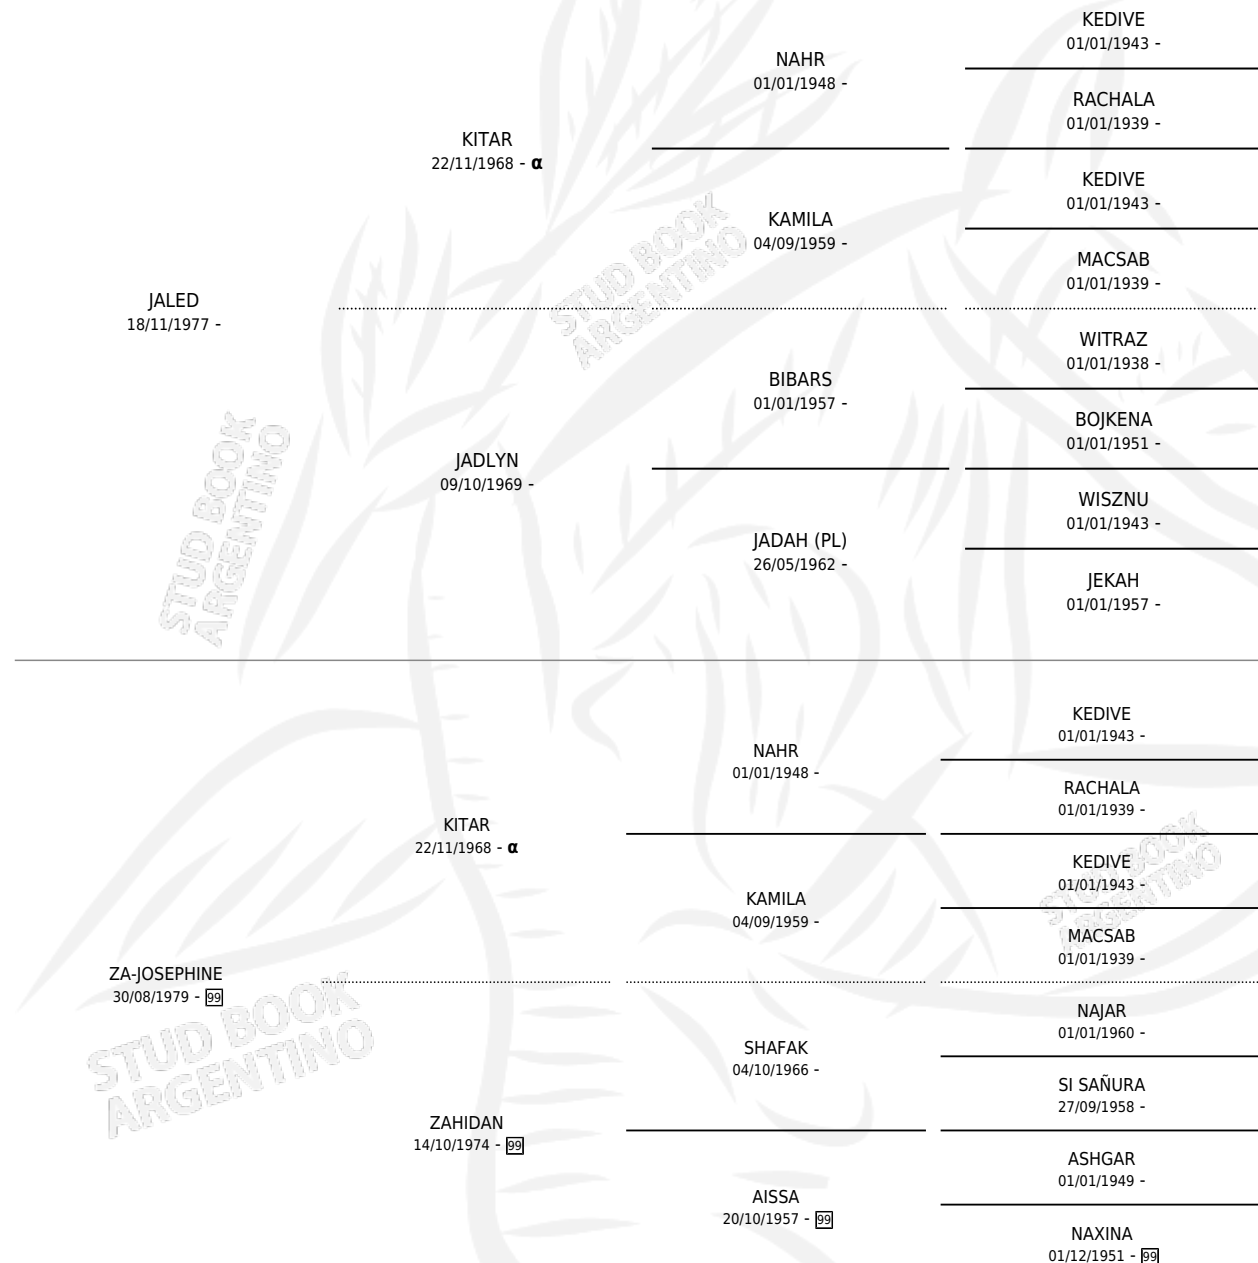 KEDIVE
01/01/1943 -
NAHR
01/01/1948 -
RACHALA
01/01/1939 -
KITAR
22/11/1968 - α
KEDIVE
01/01/1943 -
KAMILA
04/09/1959 -
MACSAB
01/01/1939 -
JALED
18/11/1977 -
WITRAZ
01/01/1938 -
BIBARS
01/01/1957 -
BOJKENA
01/01/1951 -
JADLYN
09/10/1969 -
WISZNU
01/01/1943 -
JADAH (PL)
26/05/1962 -
JEKAH
01/01/1957 -
STUD BOOK
ARGENTINO
STUD BOOK
ARGENTINO
KEDIVE
01/01/1943 -
NAHR
01/01/1948 -
RACHALA
01/01/1939 -
KITAR
22/11/1968 - α
KEDIVE
01/01/1943 -
KAMILA
04/09/1959 -
MACSAB
01/01/1939 -
ZA-JOSEPHINE
30/08/1979 - 99
NAJAR
01/01/1960 -
SHAFAK
04/10/1966 -
SI SAÑURA
27/09/1958 -
ZAHIDAN
14/10/1974 - 99
ASHGAR
01/01/1949 -
AISSA
20/10/1957 - 99
NAXINA
01/12/1951 - 99
STUD BOOK
ARGENTINO
STUD BOOK
ARGENTINO